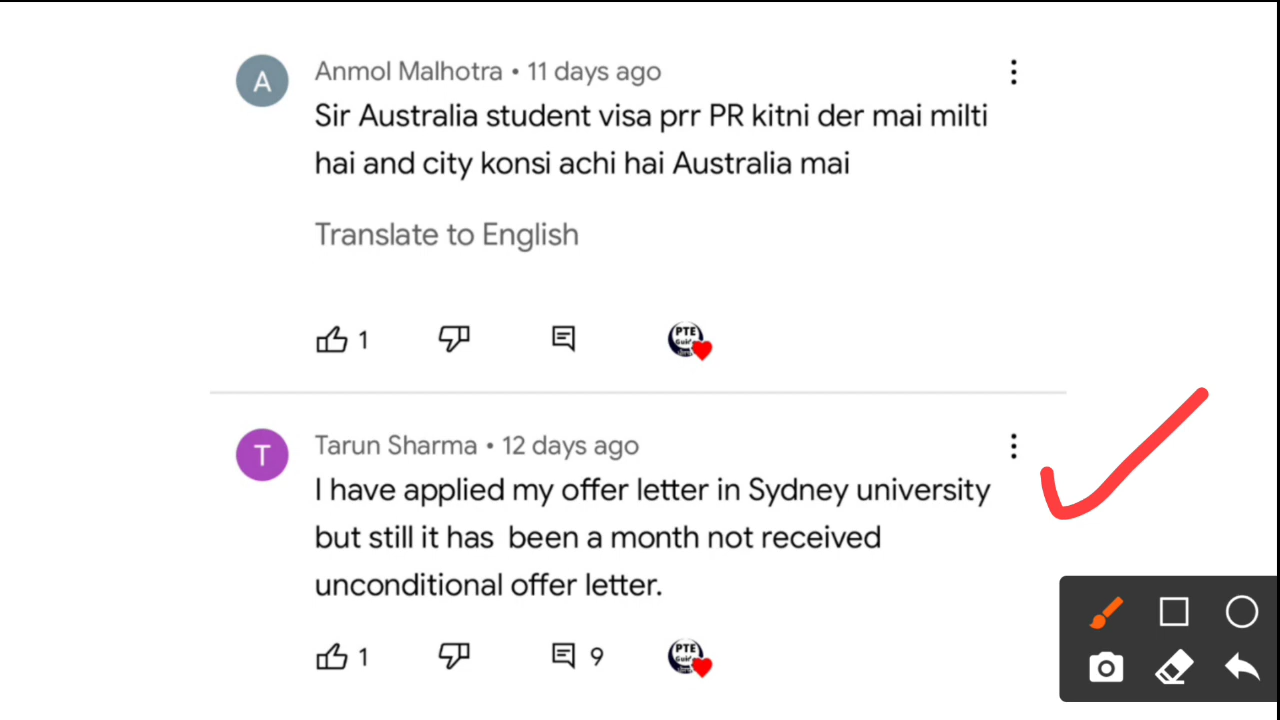 A
Anmol Malhotra • 11 days ago
Sir Australia student visa prr PR kitni der mai milti
hai and city konsi achi hai Australia mai
Translate to English
1
PTE
T
Tarun Sharma • 12 days ago
I have applied my offer letter in Sydney university
but still it has been a month not received
unconditional offer letter.
1
9
PTE